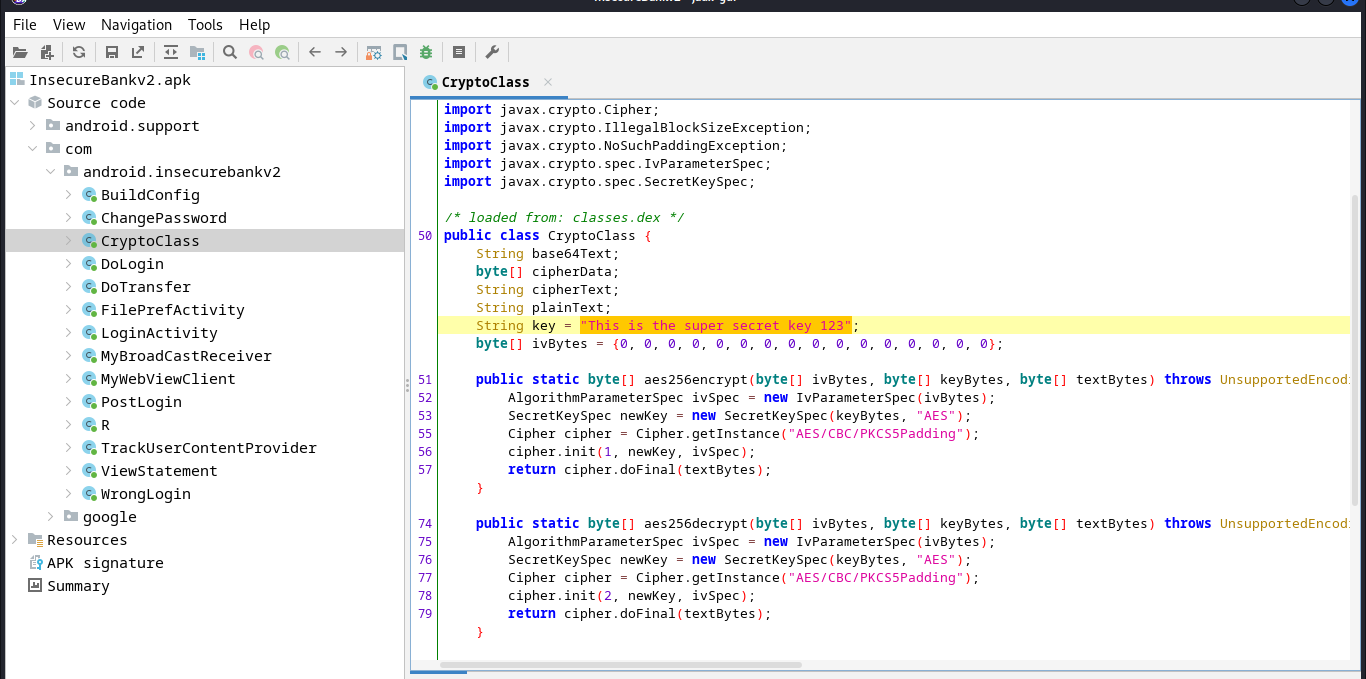 File View Navigation Tools Help
InsecureBankv2.apk
Source code
android.support
com
android.insecurebankv2
BuildConfig
ChangePassword
CryptoClass
DoLogin
DoTransfer
FilePrefActivity
LoginActivity
MyBroadCastReceiver
MyWebViewClient
PostLogin
R
TrackUserContentProvider
ViewStatement
WrongLogin
google
Resources
APK signature
Summary
CryptoClass
import javax.crypto.Cipher;
import javax.crypto.IllegalBlockSizeException;
import javax.crypto.NoSuchPaddingException;
import javax.crypto.spec.IvParameterSpec;
import javax.crypto.spec.SecretKeySpec;
/* loaded from: classes.dex */
50 public class CryptoClass {
String base64Text;
byte[] cipherData;
String cipherText;
String plainText;
String key = "This is the super secret key 123";
byte[] ivBytes = {0, 0, 0, 0, 0, 0, 0, 0, 0, 0, 0, 0, 0, 0, 0, 0};
51 public static byte[] aes256encrypt(byte[] ivBytes, byte[] keyBytes, byte[] textBytes) throws UnsupportedEncodi
52 AlgorithmParameterSpec ivSpec = new IvParameterSpec(ivBytes);
53 SecretKeySpec newKey = new SecretKeySpec(keyBytes, "AES");
55 Cipher cipher = Cipher.getInstance("AES/CBC/PKCS5Padding");
56 cipher.init(1, newKey, ivSpec);
57 return cipher.doFinal(textBytes);
}
74 public static byte[] aes256decrypt(byte[] ivBytes, byte[] keyBytes, byte[] textBytes) throws UnsupportedEncodi
75 AlgorithmParameterSpec ivSpec = new IvParameterSpec(ivBytes);
76 SecretKeySpec newKey = new SecretKeySpec(keyBytes, "AES");
77 Cipher cipher = Cipher.getInstance("AES/CBC/PKCS5Padding");
78 cipher.init(2, newKey, ivSpec);
79 return cipher.doFinal(textBytes);
}